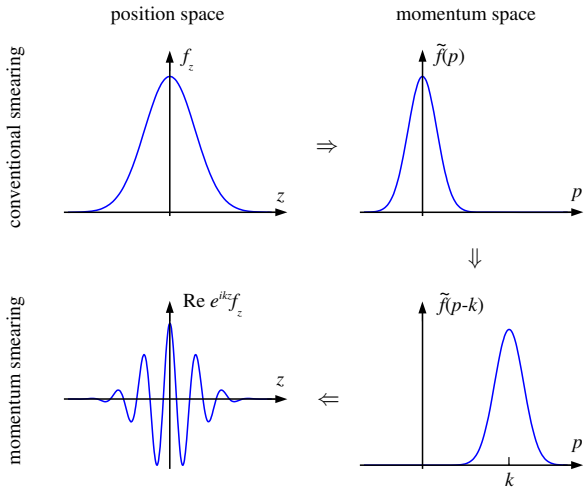 position space
momentum space
conventional smearing
f_z
z
⇒
f̃(p)
p
⇓
momentum smearing
Re e^{ikz} f_z
z
⇐
f̃(p-k)
p
k